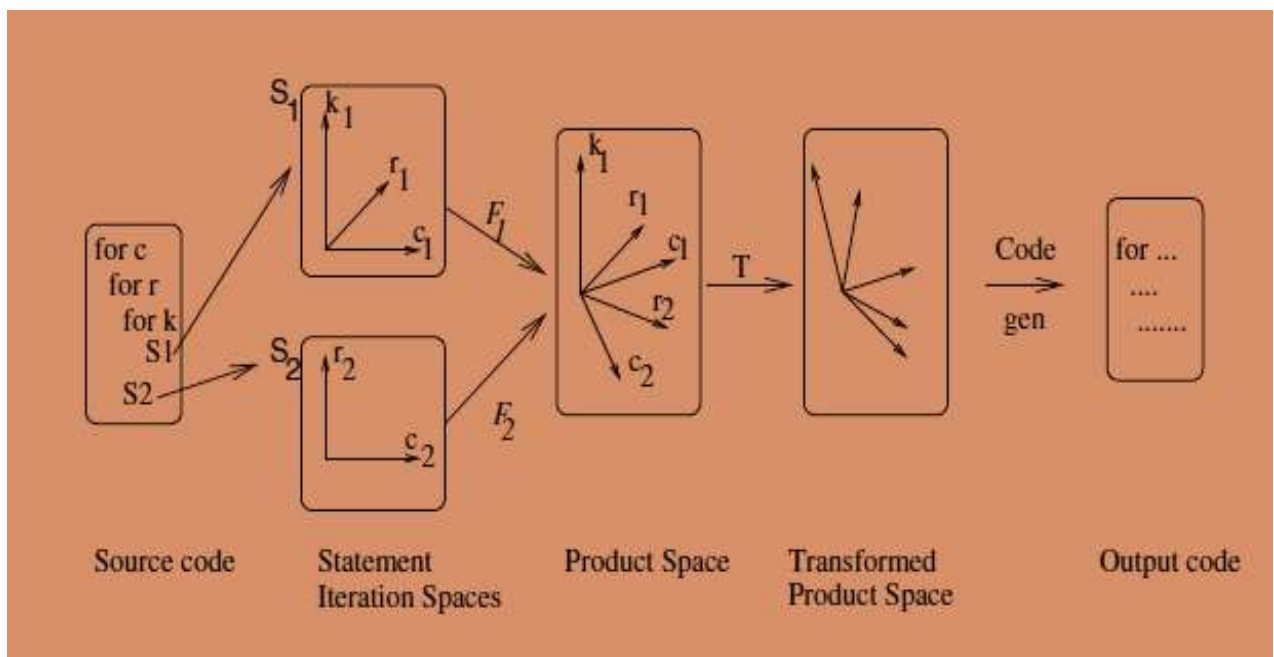 for c
for r
for k
S1
S2
S1
k1
r1
c1
S2
r2
c2
F1
F2
k1
r1
c1
r2
c2
T
Code
gen
for ...
....
.......
Source code
Statement
Iteration Spaces
Product Space
Transformed
Product Space
Output code